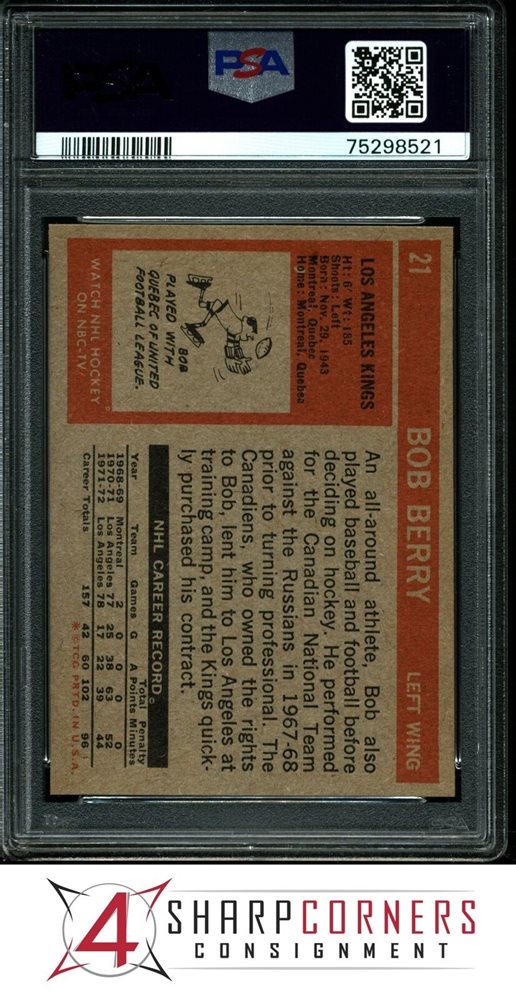 PSA
PSA
75298521
21
BOB BERRY
LEFT WING
LOS ANGELES KINGS
Ht: 6' Wt: 185
Shoots: Left
Born: Nov. 29, 1943
Montreal, Quebec
Home: Montreal, Quebec
BOB
PLAYED WITH
QUEBEC OF UNITED
FOOTBALL LEAGUE.
WATCH NHL HOCKEY
ON NBC-TV
An all-around athlete, Bob also
played baseball and football before
deciding on hockey. He performed
for the Canadian National Team
against the Russians in 1967-68
prior to turning professional. The
Canadiens, who owned the rights
to Bob, lent him to Los Angeles at
training camp, and the Kings quick-
ly purchased his contract.
NHL CAREER RECORD
Year Team Games G A Total Points Penalty Minutes
1968-69 Montreal 2 0 0 0 0
1970-71 Los Angeles 77 25 38 63 52
1971-72 Los Angeles 78 17 22 39 44
Career Totals 157 42 60 102 96
*©TCG PRTD. IN U.S.A.
4
SHARPCORNERS
CONSIGNMENT